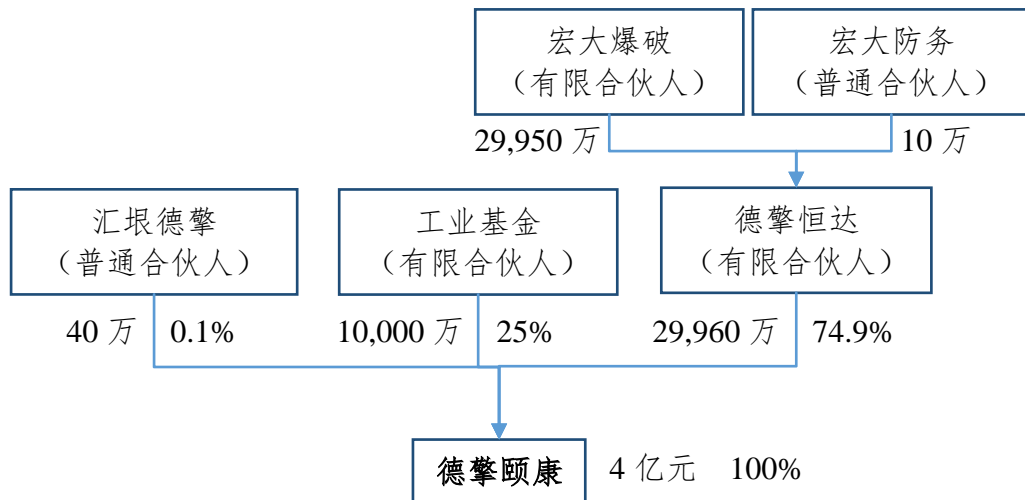 宏大爆破
（有限合伙人）
宏大防务
（普通合伙人）
29,950 万
10 万
汇垠德擎
（普通合伙人）
工业基金
（有限合伙人）
德擎恒达
（有限合伙人）
40 万
0.1%
10,000 万
25%
29,960 万
74.9%
德擎颐康
4 亿元
100%